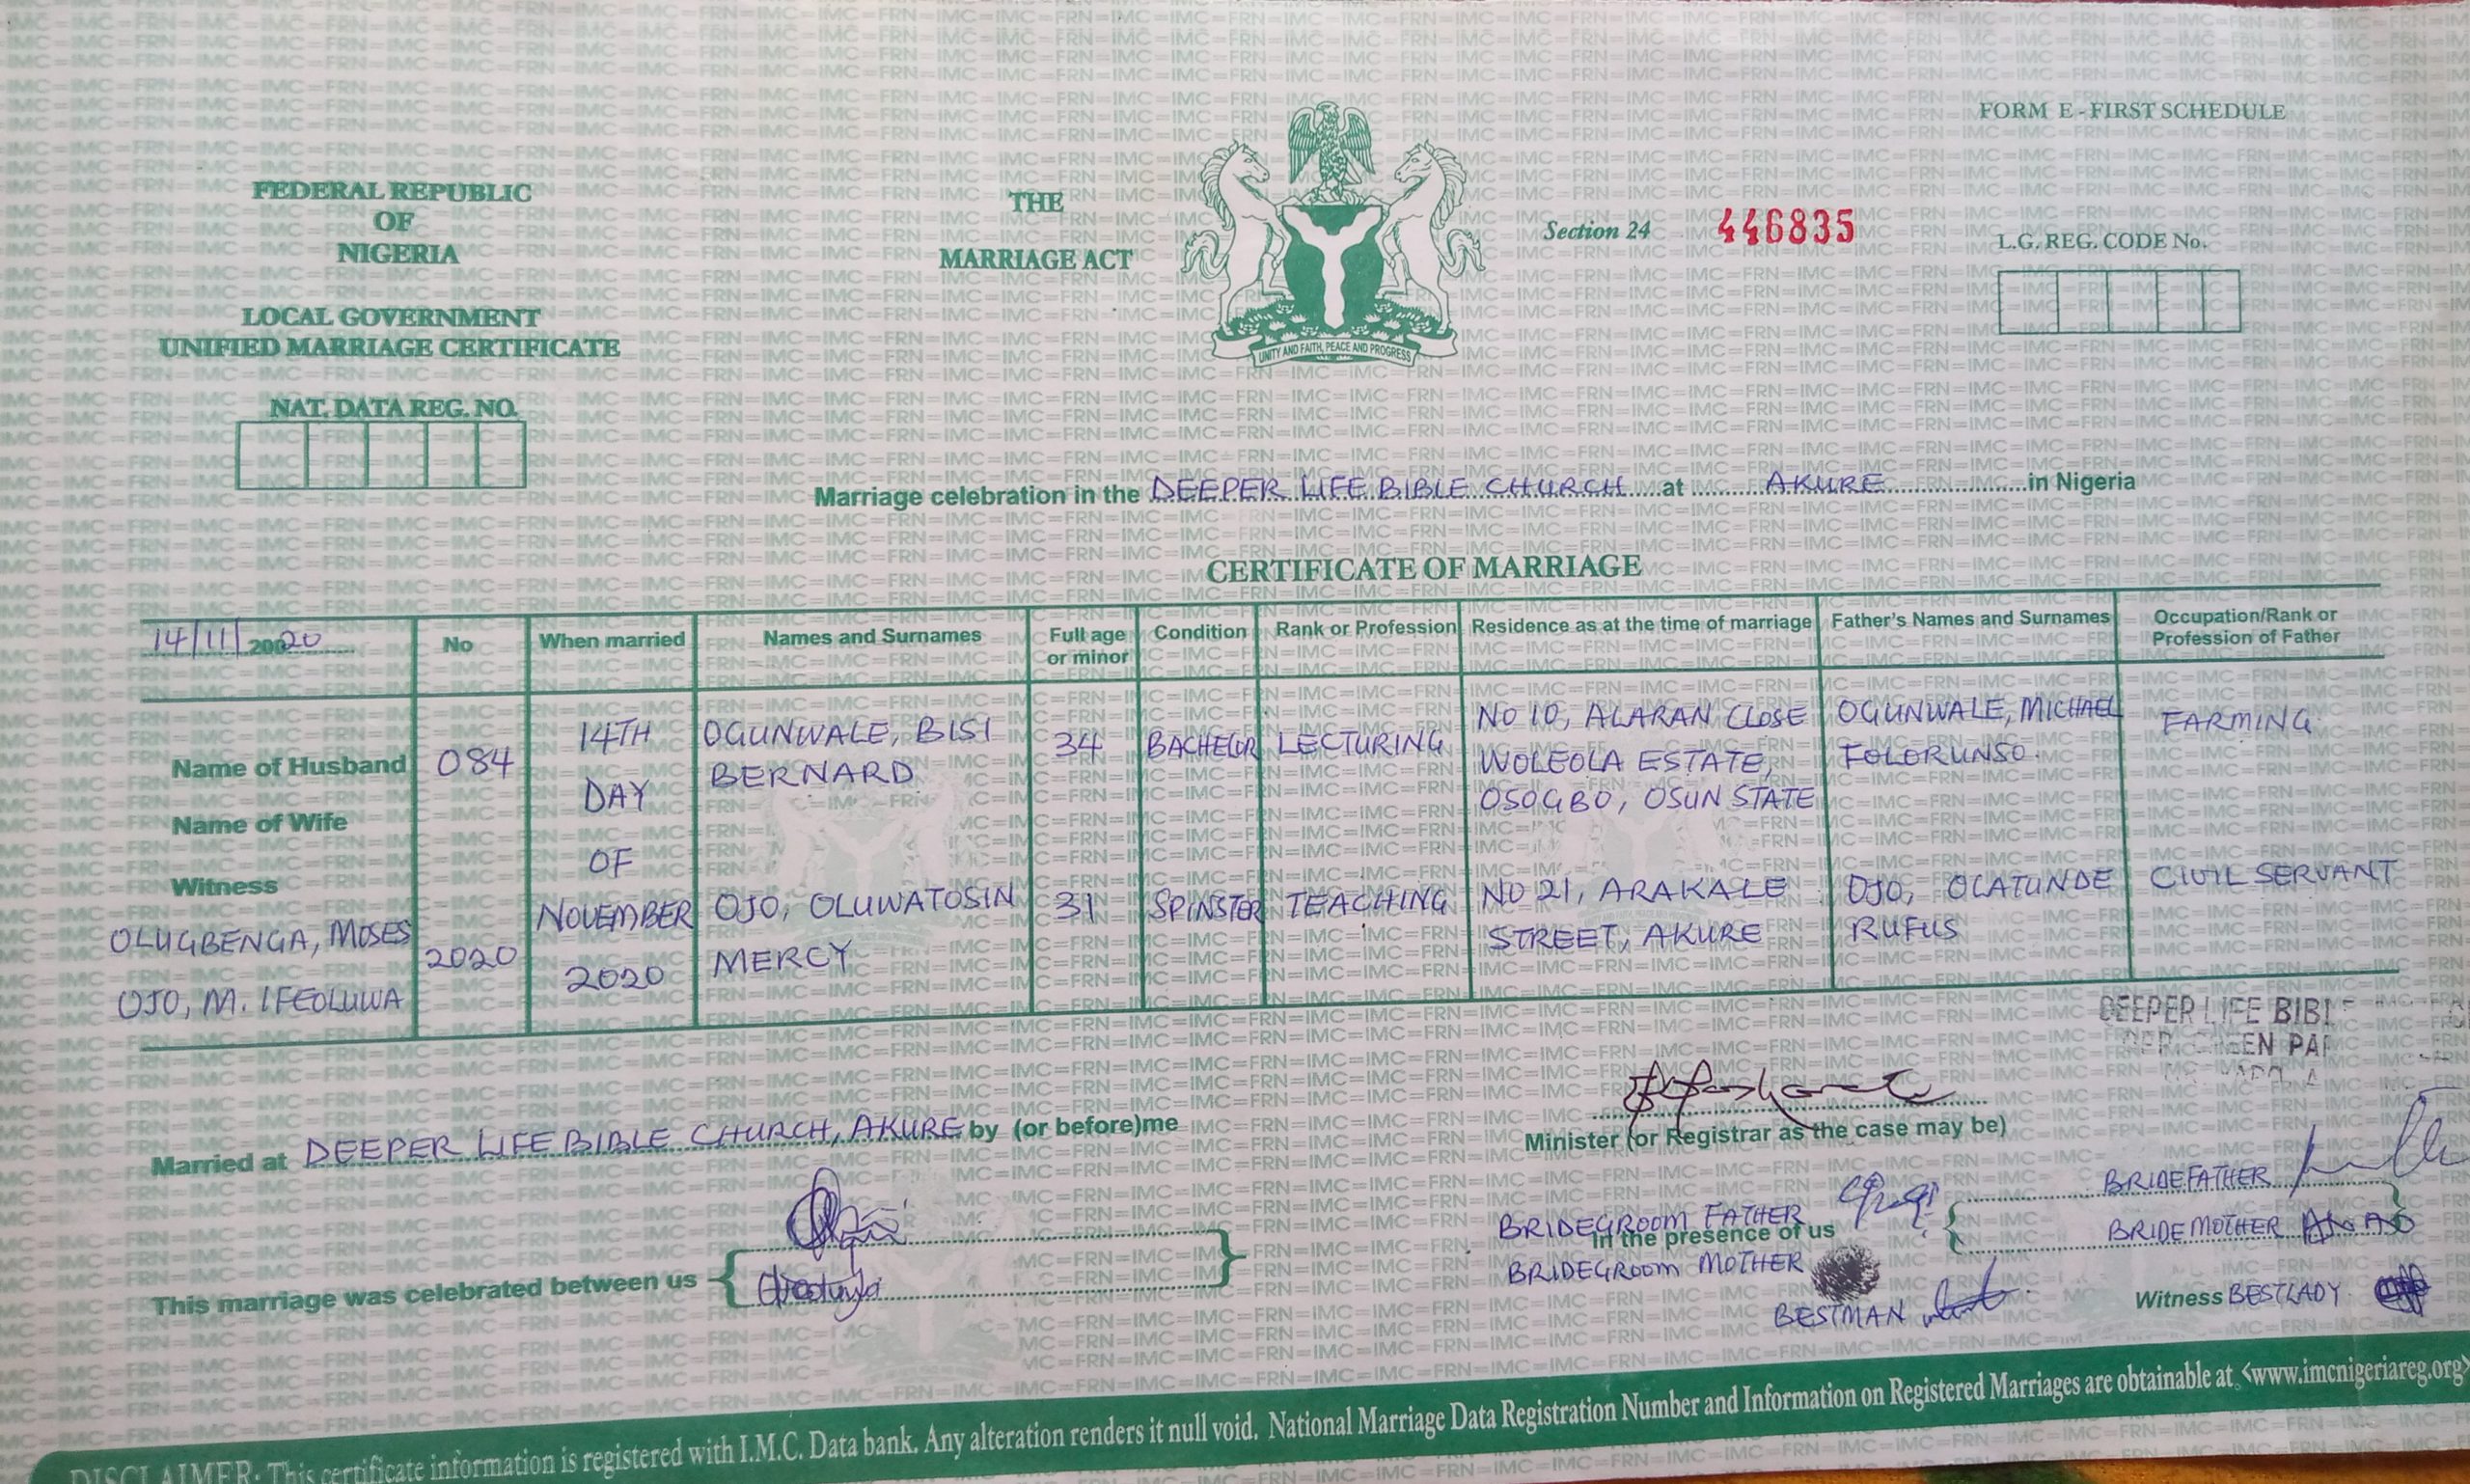 FORM E - FIRST SCHEDULE
FEDERAL REPUBLIC
OF
NIGERIA
LOCAL GOVERNMENT
UNIFIED MARRIAGE CERTIFICATE
THE
MARRIAGE ACT
UNITY AND FAITH, PEACE AND PROGRESS
Section 24 446835
L.G. REG. CODE No.
NAT. DATA REG. NO.
Marriage celebration in the DEEPER LIFE BIBLE CHURCH at AKURE in Nigeria
CERTIFICATE OF MARRIAGE
14/11/20020 No When married Names and Surnames Full age or minor Condition Rank or Profession Residence as at the time of marriage Father's Names and Surnames Occupation/Rank or Profession of Father
Name of Husband 084 14TH DAY OF NOVEMBER 2020 OGUNWALE, BISI BERNARD 34 BACHELOR LECTURING NO 10, ALARAN CLOSE WOLEOLA ESTATE, OSOGBO, OSUN STATE OGUNWALE, MICHAEL FOLORUNSO. FARMING
Name of Wife
Witness
OLUGBENGA, MOSES
OJO, M. IFEOLUWA
2020 OJO, OLUWATOSIN MERCY 31 SPINSTER TEACHING NO 21, ARAKALE STREET, AKURE OJO, OLATUNDE RUFUS CIVIL SERVANT
DEEPER LIFE BIBL
Married at DEEPER LIFE BIBLE CHURCH, AKURE by (or before)me
Minister (or Registrar as the case may be)
This marriage was celebrated between us
BRIDEGROOM FATHER
in the presence of us
BRIDEGROOM MOTHER
BESTMAN
BRIDEFATHER
BRIDE MOTHER
Witness BESTLADY
DISCLAIMER: This certificate information is registered with I.M.C. Data bank. Any alteration renders it null void. National Marriage Data Registration Number and Information on Registered Marriages are obtainable at <www.imcnigeriareg.org>